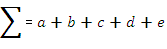 ∑ = a + b + c + d + e